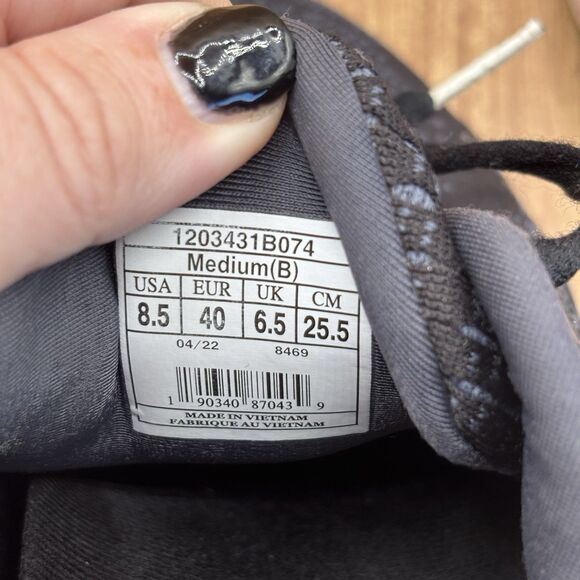 1203431B074
Medium(B)
USA EUR UK CM
8.5 40 6.5 25.5
04/22 8469
1 90340 87043 9
MADE IN VIETNAM
FABRIQUE AU VIETNAM